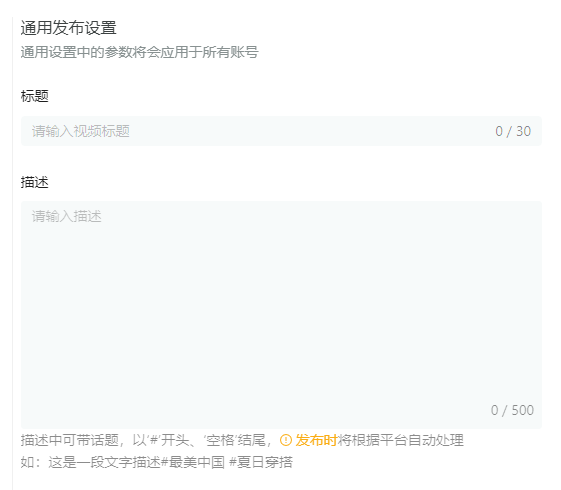 通用发布设置
通用设置中的参数将会应用于所有账号
标题
请输入视频标题 0 / 30
描述
请输入描述
0 / 500
描述中可带话题，以‘#’开头、‘空格’结尾，发布时将根据平台自动处理
如：这是一段文字描述#最美中国 #夏日穿搭